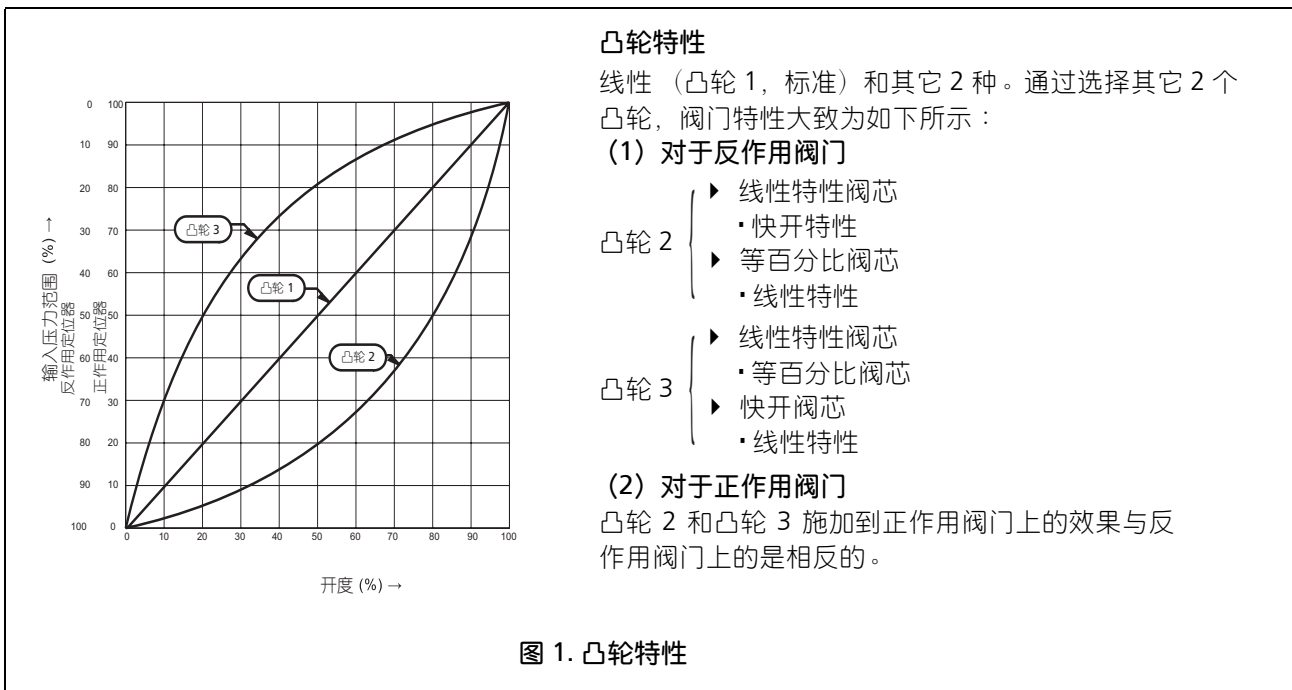 凸轮特性
线性 （凸轮 1，标准）和其它 2 种。通过选择其它 2 个
凸轮，阀门特性大致为如下所示：
（1）对于反作用阀门
凸轮 2
▶ 线性特性阀芯
▪快开特性
▶ 等百分比阀芯
▪线性特性
凸轮 3
▶ 线性特性阀芯
▪等百分比阀芯
▶ 快开阀芯
▪线性特性
（2）对于正作用阀门
凸轮 2 和凸轮 3 施加到正作用阀门上的效果与反
作用阀门上的是相反的。
输入压力范围 (%) →
反作用定位器
正作用定位器
0 100
10 90
20 80
30 70
40 60
50 50
60 40
70 30
80 20
90 10
100 0
凸轮 3
凸轮 1
凸轮 2
0 10 20 30 40 50 60 70 80 90 100
开度 (%) →
图 1. 凸轮特性